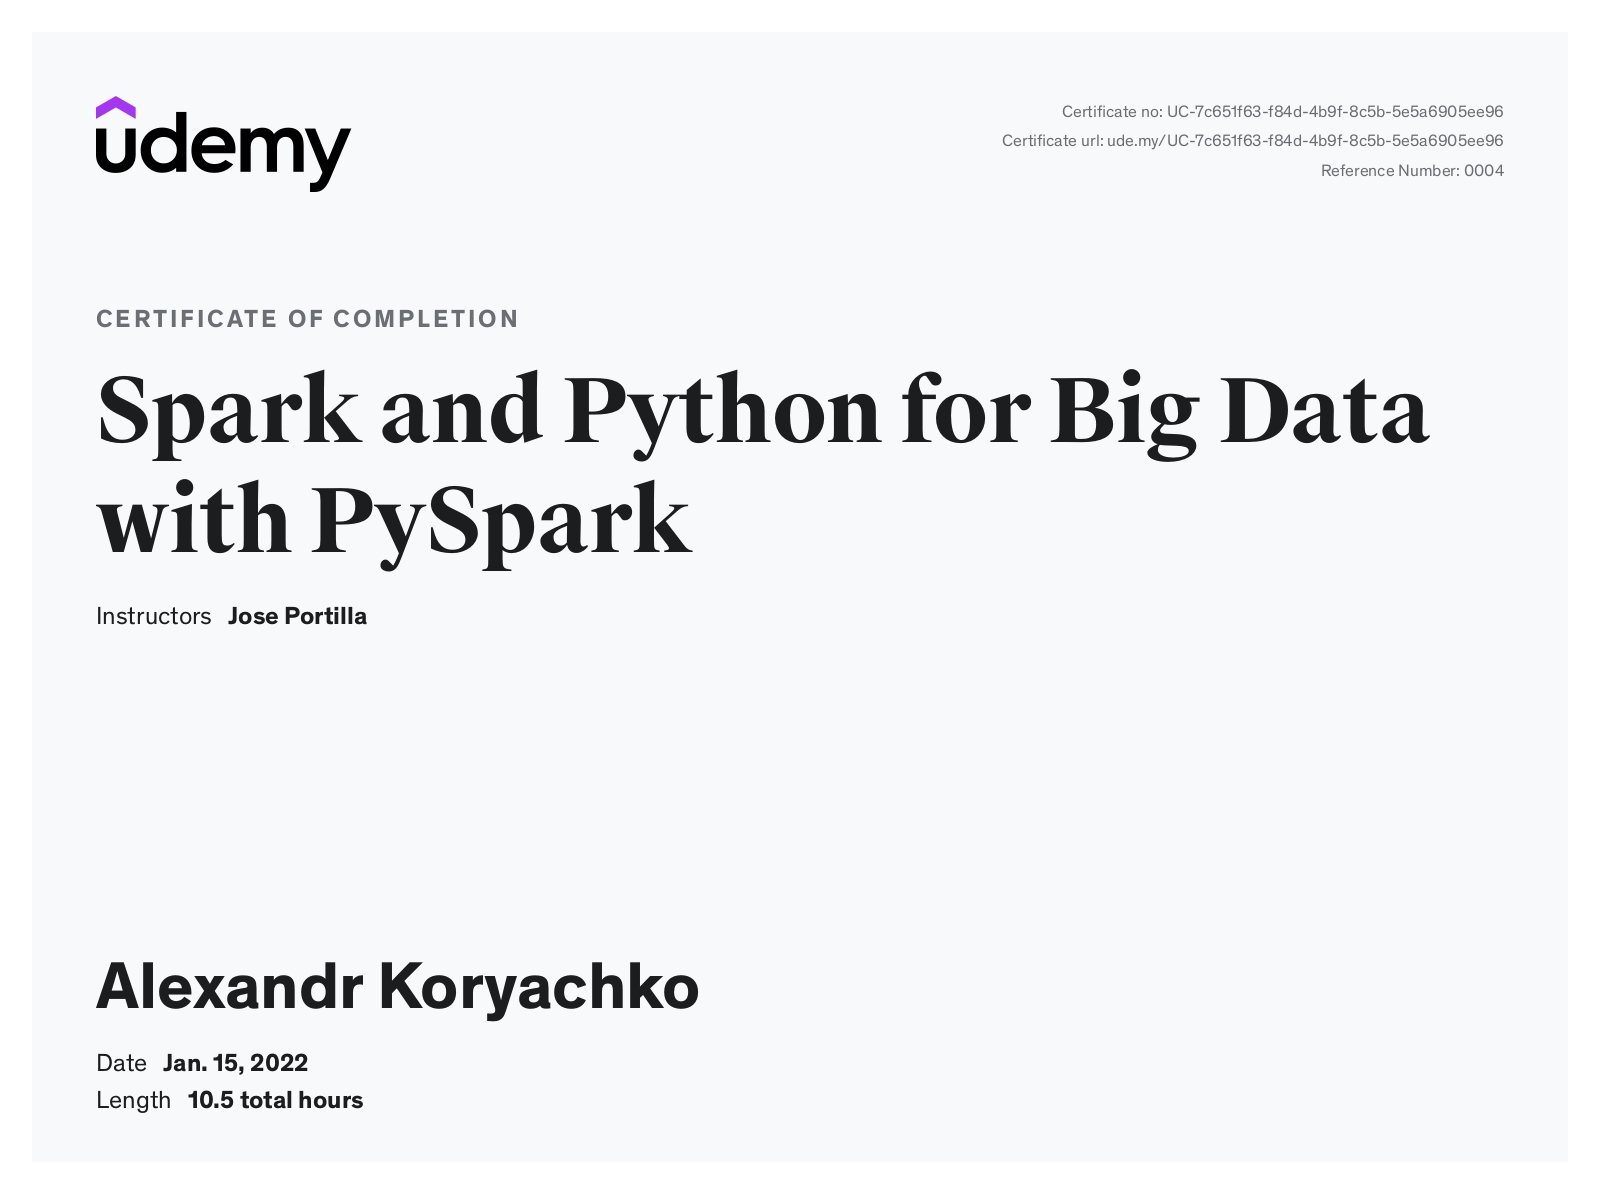 udemy
Certificate no: UC-7c651f63-f84d-4b9f-8c5b-5e5a6905ee96
Certificate url: ude.my/UC-7c651f63-f84d-4b9f-8c5b-5e5a6905ee96
Reference Number: 0004
CERTIFICATE OF COMPLETION
Spark and Python for Big Data
with PySpark
Instructors Jose Portilla
Alexandr Koryachko
Date Jan. 15, 2022
Length 10.5 total hours